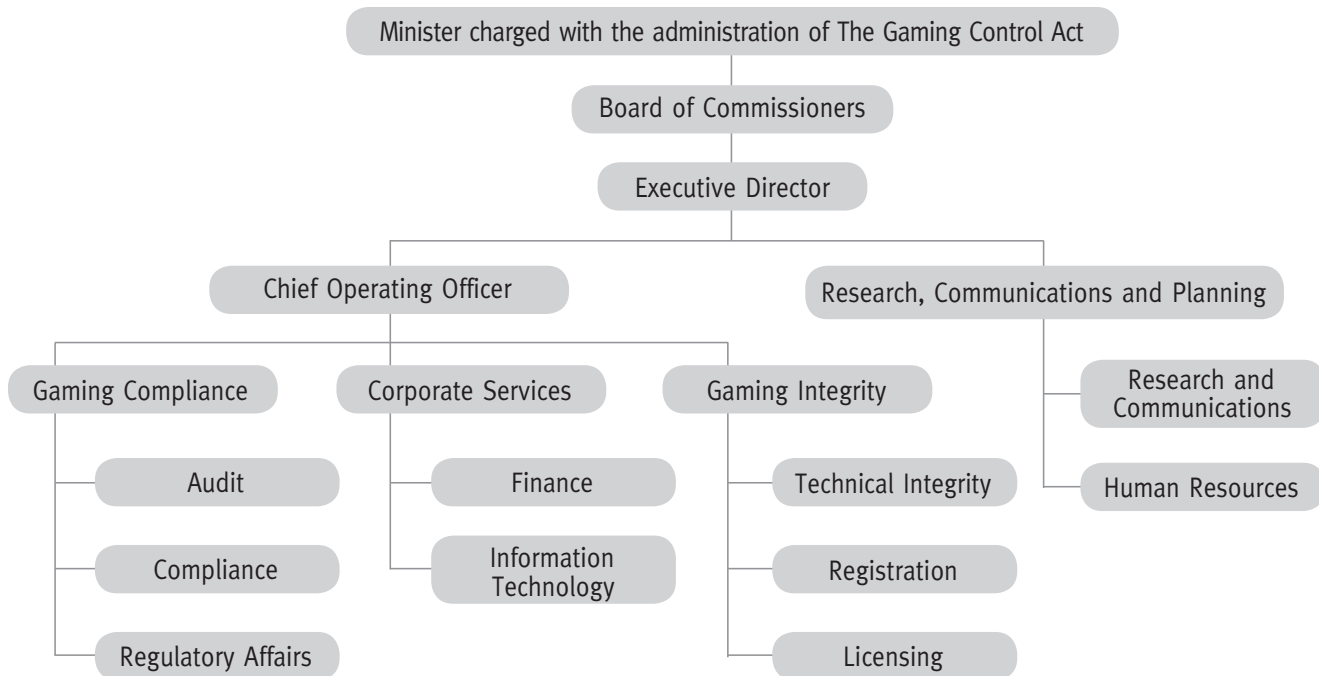 Minister charged with the administration of The Gaming Control Act
Board of Commissioners
Executive Director
Chief Operating Officer
Research, Communications and Planning
Gaming Compliance
Corporate Services
Gaming Integrity
Research and
Communications
Audit
Finance
Technical Integrity
Human Resources
Compliance
Information
Technology
Registration
Regulatory Affairs
Licensing